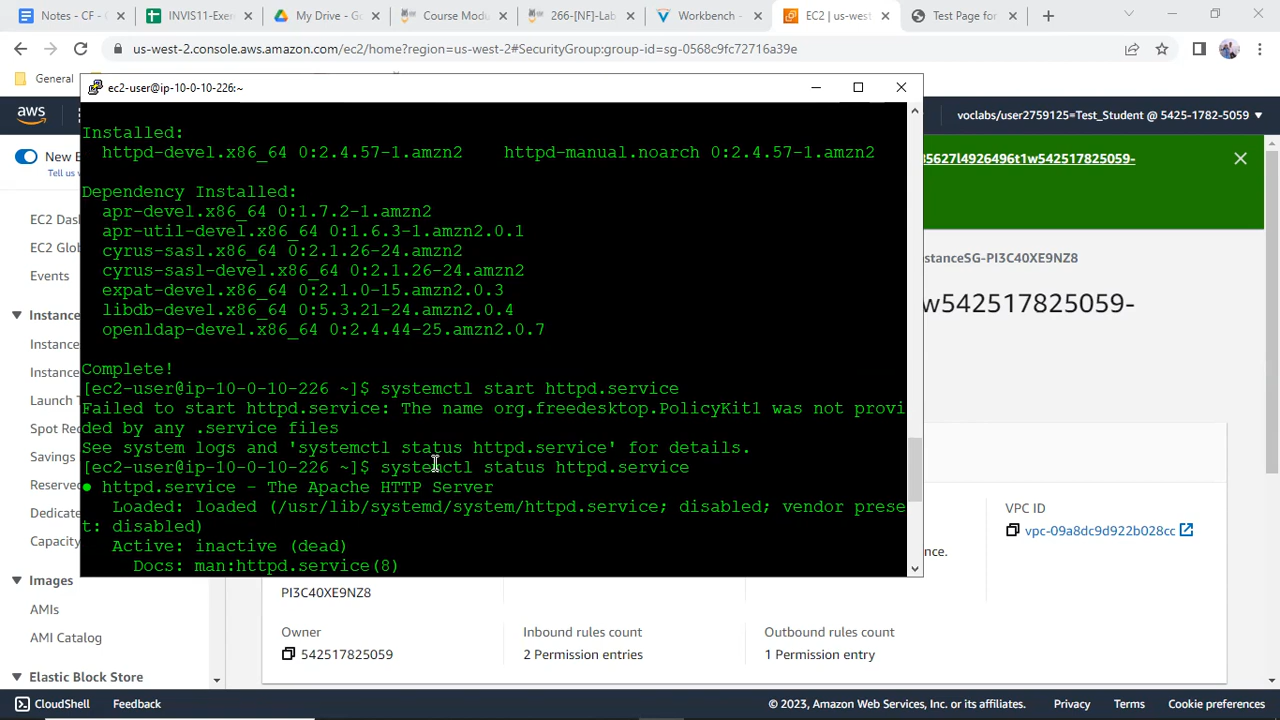 Notes - G
INVIS11-Exer
My Drive -
Course Modu
266-[NF]-Lab
Workbench -
EC2 | us-west
Test Page for
us-west-2.console.aws.amazon.com/ec2/home?region=us-west-2#SecurityGroup:group-id=sg-0568c9fc72716a39e
General
ec2-user@ip-10-0-10-226:~
aws
voclabs/user2759125=Test_Student @ 5425-1782-5059
New E
Tell us v
EC2 Das
EC2 Glob
Events
Instance
Instance
Instance
Launch T
Spot Req
Savings
Reserve
Dedicate
Capacity
Images
AMIs
AMI Catalog
Elastic Block Store
Installed:
httpd-devel.x86_64 0:2.4.57-1.amzn2 httpd-manual.noarch 0:2.4.57-1.amzn2
Dependency Installed:
apr-devel.x86_64 0:1.7.2-1.amzn2
apr-util-devel.x86_64 0:1.6.3-1.amzn2.0.1
cyrus-sasl.x86_64 0:2.1.26-24.amzn2
cyrus-sasl-devel.x86_64 0:2.1.26-24.amzn2
expat-devel.x86_64 0:2.1.0-15.amzn2.0.3
libdb-devel.x86_64 0:5.3.21-24.amzn2.0.4
openldap-devel.x86_64 0:2.4.44-25.amzn2.0.7
Complete!
[ec2-user@ip-10-0-10-226 ~]$ systemctl start httpd.service
Failed to start httpd.service: The name org.freedesktop.PolicyKit1 was not provi
ded by any .service files
See system logs and 'systemctl status httpd.service' for details.
[ec2-user@ip-10-0-10-226 ~]$ systemctl status httpd.service
● httpd.service - The Apache HTTP Server
Loaded: loaded (/usr/lib/systemd/system/httpd.service; disabled; vendor prese
t: disabled)
Active: inactive (dead)
Docs: man:httpd.service(8)
85627l4926496t1w542517825059-
stanceSG-PI3C40XE9NZ8
w542517825059-
VPC ID
vpc-09a8dc9d922b028cc
nce.
PI3C40XE9NZ8
Owner
542517825059
Inbound rules count
2 Permission entries
Outbound rules count
1 Permission entry
CloudShell
Feedback
© 2023, Amazon Web Services, Inc. or its affiliates.
Privacy
Terms
Cookie preferences